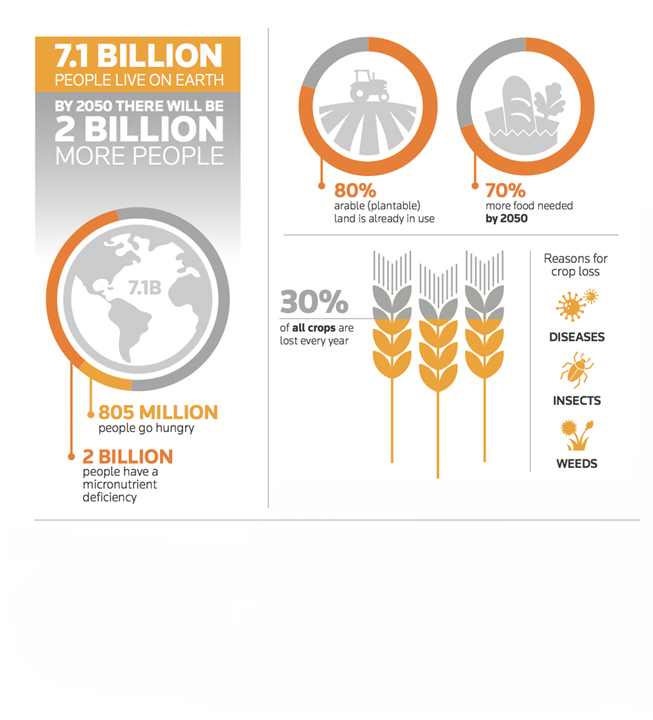 7.1 BILLION
PEOPLE LIVE ON EARTH
BY 2050 THERE WILL BE
2 BILLION
MORE PEOPLE
7.1B
805 MILLION
people go hungry
2 BILLION
people have a
micronutrient
deficiency
80%
arable (plantable)
land is already in use
70%
more food needed
by 2050
30%
of all crops are
lost every year
Reasons for
crop loss
DISEASES
INSECTS
WEEDS